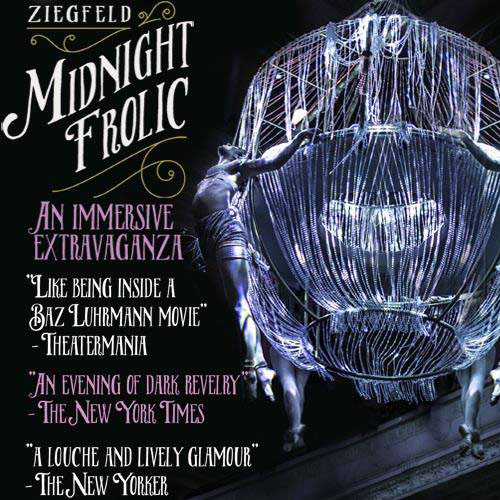 ZIEGFELD
MIDNIGHT
FROLIC
AN IMMERSIVE
EXTRAVAGANZA
"LIKE BEING INSIDE A
BAZ LUHRMANN MOVIE"
- THEATERMANIA
"AN EVENING OF DARK REVELRY"
- THE NEW YORK TIMES
"A LOUCHE AND LIVELY GLAMOUR"
- THE NEW YORKER